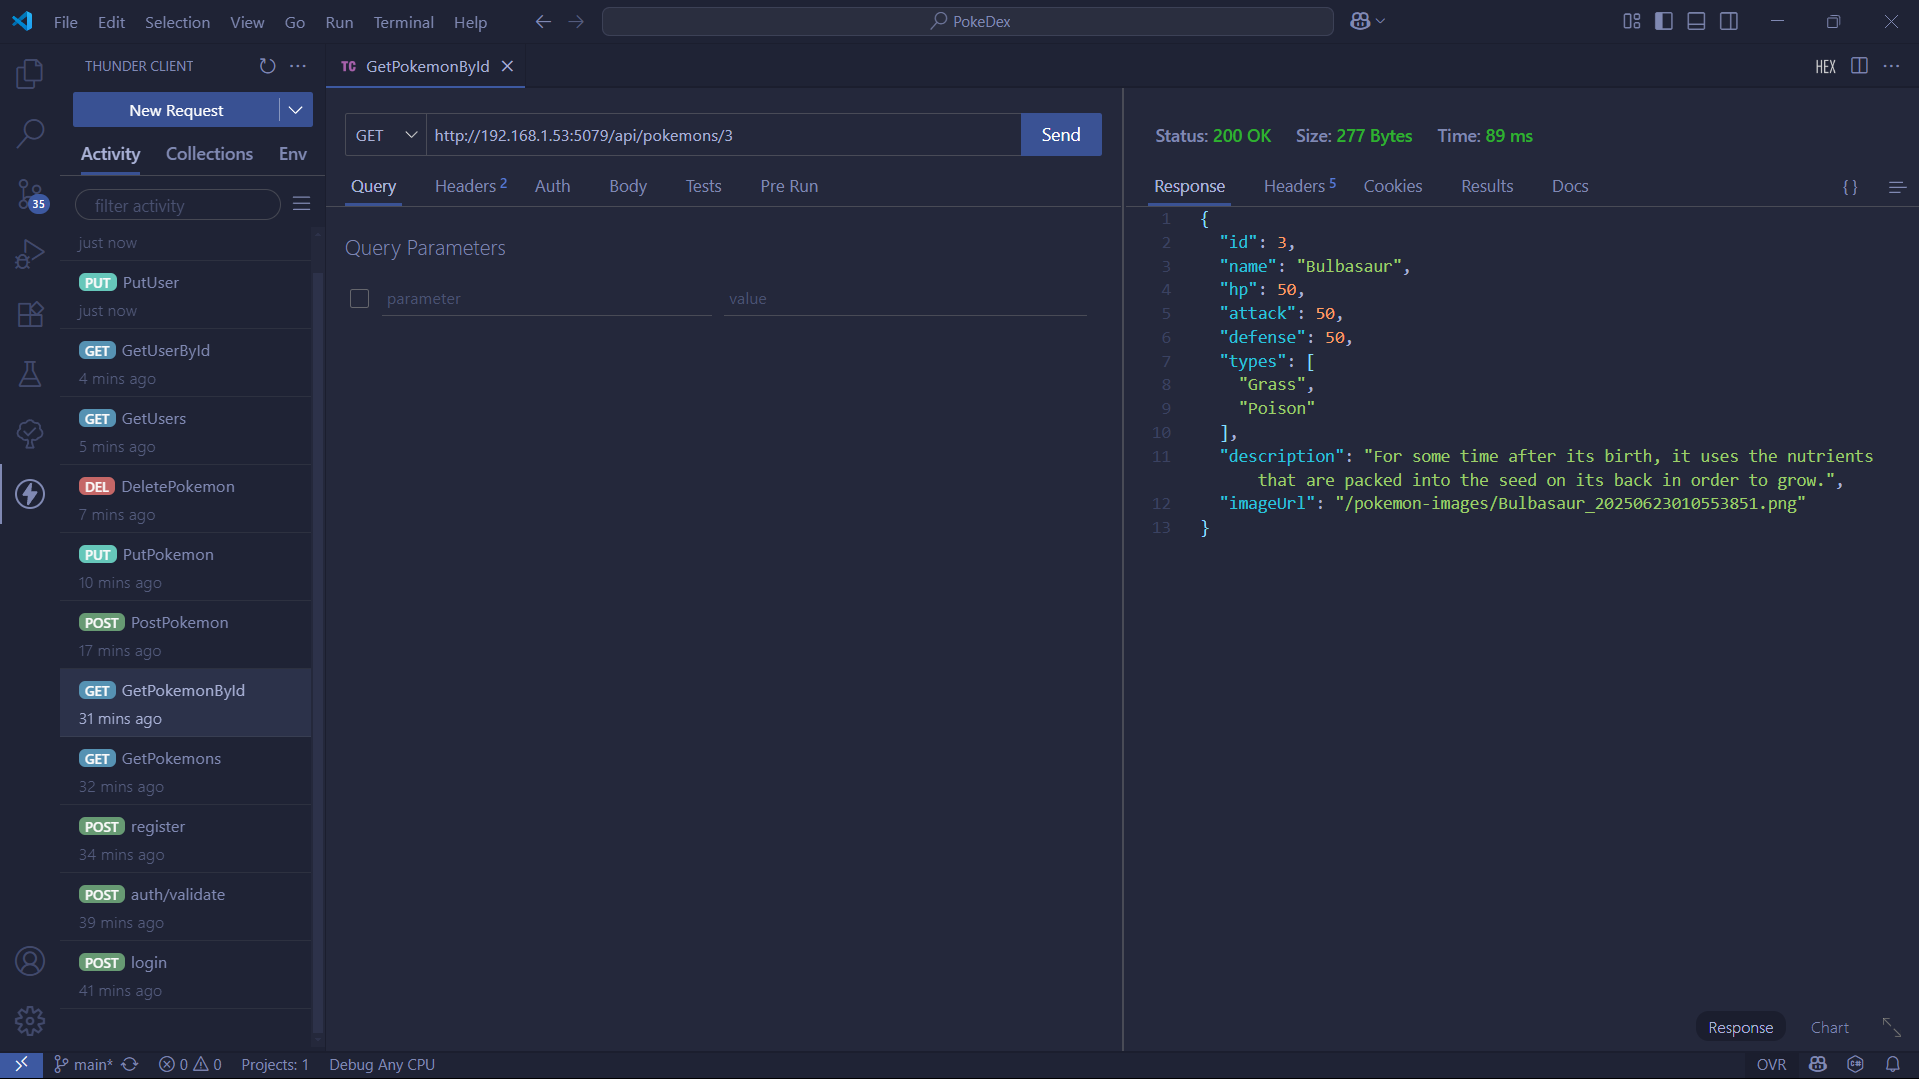 File Edit Selection View Go Run Terminal Help
PokeDex
THUNDER CLIENT
New Request
Activity Collections Env
filter activity
just now
PUT PutUser
just now
GET GetUserById
4 mins ago
GET GetUsers
5 mins ago
DEL DeletePokemon
7 mins ago
PUT PutPokemon
10 mins ago
POST PostPokemon
17 mins ago
GET GetPokemonById
31 mins ago
GET GetPokemons
32 mins ago
POST register
34 mins ago
POST auth/validate
39 mins ago
POST login
41 mins ago
35
TC GetPokemonById
HEX
GET http://192.168.1.53:5079/api/pokemons/3 Send
Query Headers 2 Auth Body Tests Pre Run
Query Parameters
parameter value
Status: 200 OK Size: 277 Bytes Time: 89 ms
Response Headers 5 Cookies Results Docs { }
1 {
2 "id": 3,
3 "name": "Bulbasaur",
4 "hp": 50,
5 "attack": 50,
6 "defense": 50,
7 "types": [
8 "Grass",
9 "Poison"
10 ],
11 "description": "For some time after its birth, it uses the nutrients
that are packed into the seed on its back in order to grow.",
12 "imageUrl": "/pokemon-images/Bulbasaur_20250623010553851.png"
13 }
Response Chart
main* 0 0 Projects: 1 Debug Any CPU
OVR